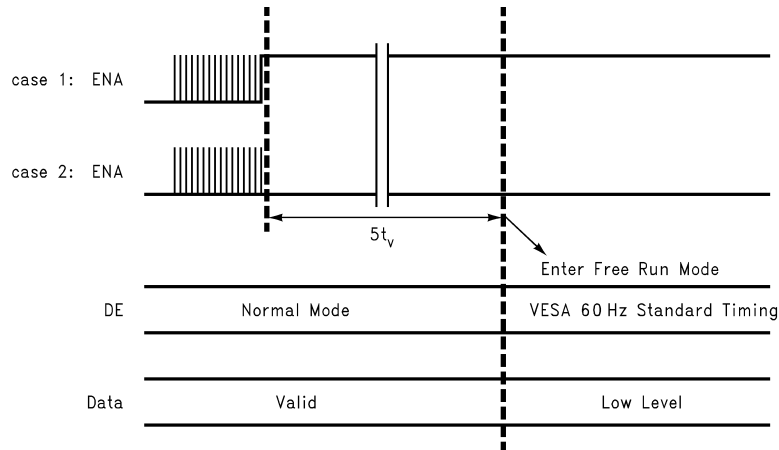 case 1: ENA
case 2: ENA
5tv
Enter Free Run Mode
DE Normal Mode VESA 60 Hz Standard Timing
Data Valid Low Level